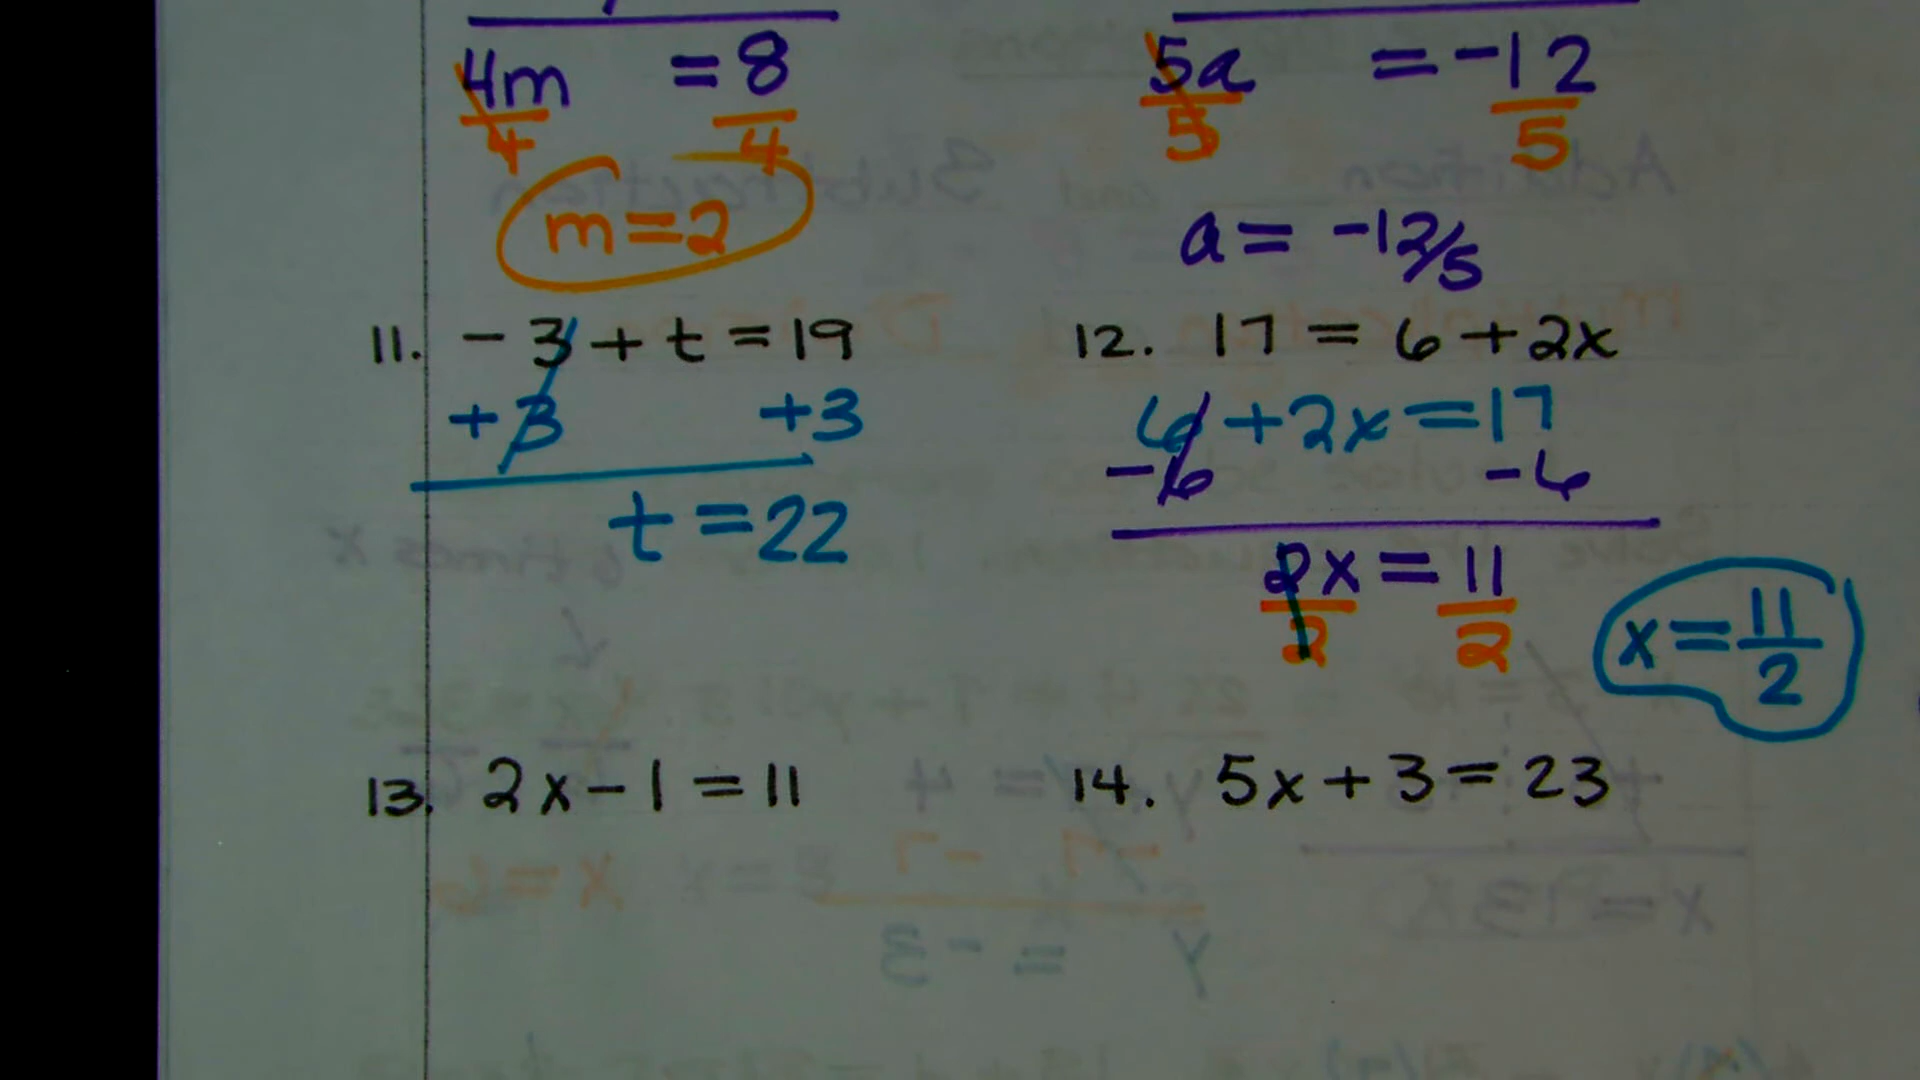 4m = 8
4 4
m=2
5a = -12
5 5
a = -12/5
11. -3 + t = 19
+3 +3
t = 22
12. 17 = 6 + 2x
6 + 2x = 17
-6 -6
2x = 11
2 2
x = 11/2
13. 2x - 1 = 11
14. 5x + 3 = 23